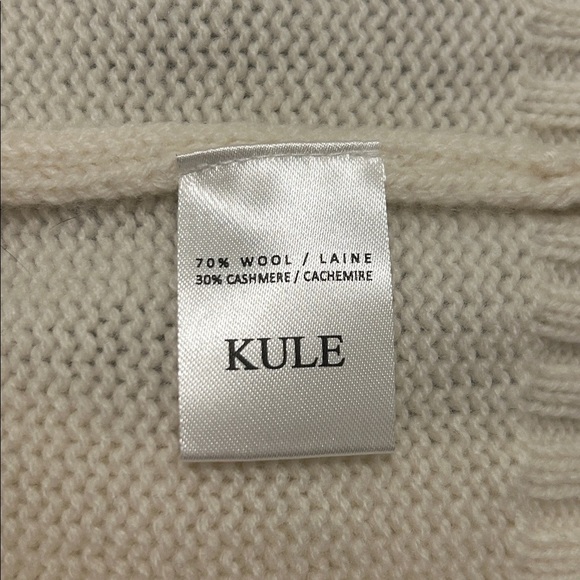 70% WOOL / LAINE
30% CASHMERE / CACHEMIRE
KULE